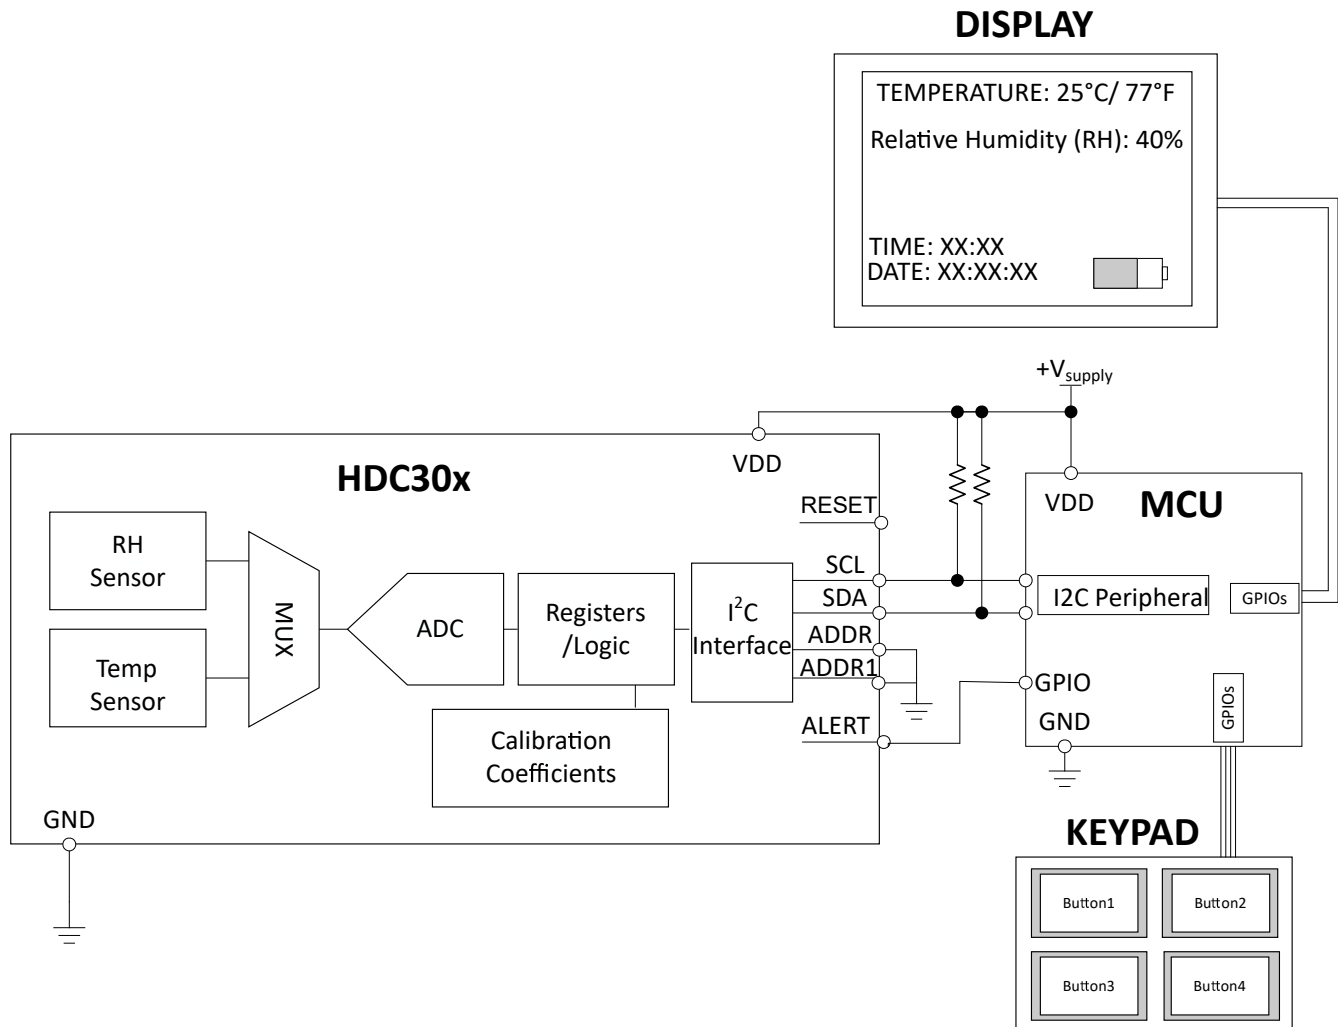 DISPLAY
TEMPERATURE: 25°C/ 77°F
Relative Humidity (RH): 40%
TIME: XX:XX
DATE: XX:XX:XX
+Vsupply
HDC30x
VDD
RESET
SCL
SDA
ADDR
ADDR1
ALERT
GND
RH
Sensor
Temp
Sensor
MUX
ADC
Registers
/Logic
I²C
Interface
Calibration
Coefficients
MCU
VDD
I2C Peripheral
GPIOs
GPIO
GND
GPIOs
KEYPAD
Button1
Button2
Button3
Button4